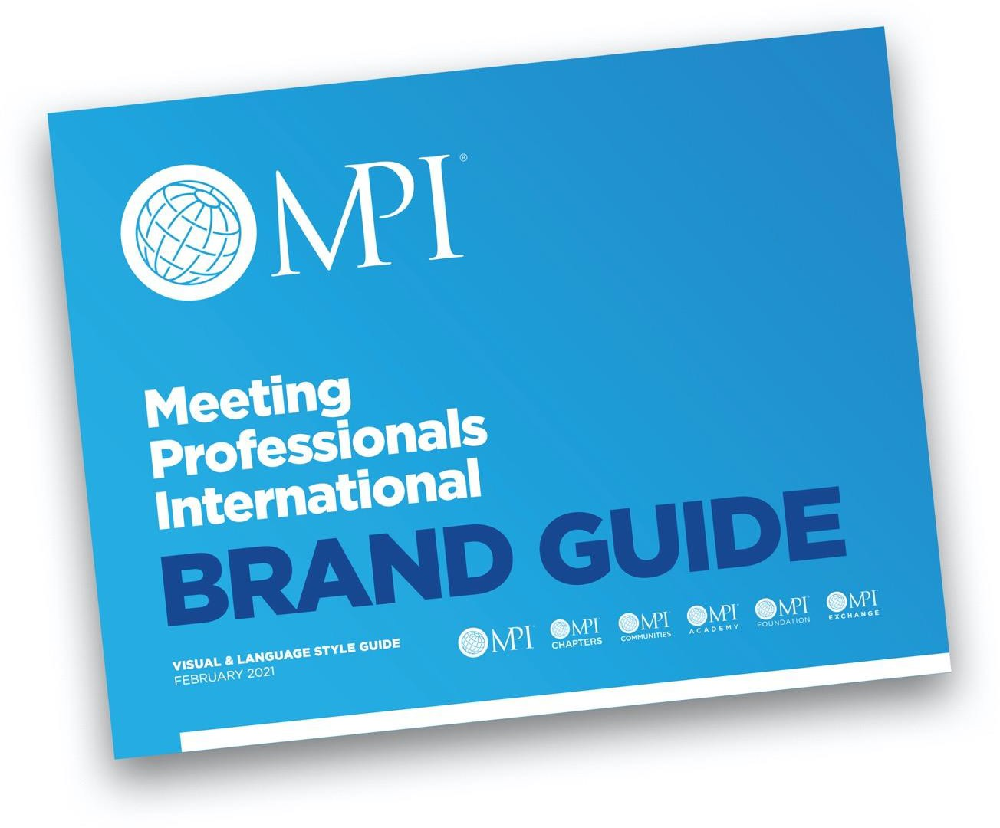 MPI®
Meeting
Professionals
International
BRAND GUIDE
VISUAL & LANGUAGE STYLE GUIDE
FEBRUARY 2021
MPI
MPI
CHAPTERS
MPI
COMMUNITIES
MPI
ACADEMY
MPI
FOUNDATION
MPI
EXCHANGE